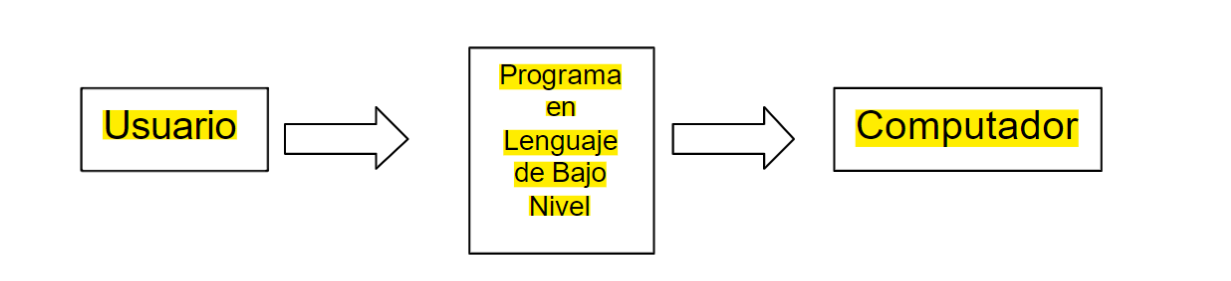 Usuario
Programa
en
Lenguaje
de Bajo
Nivel
Computador